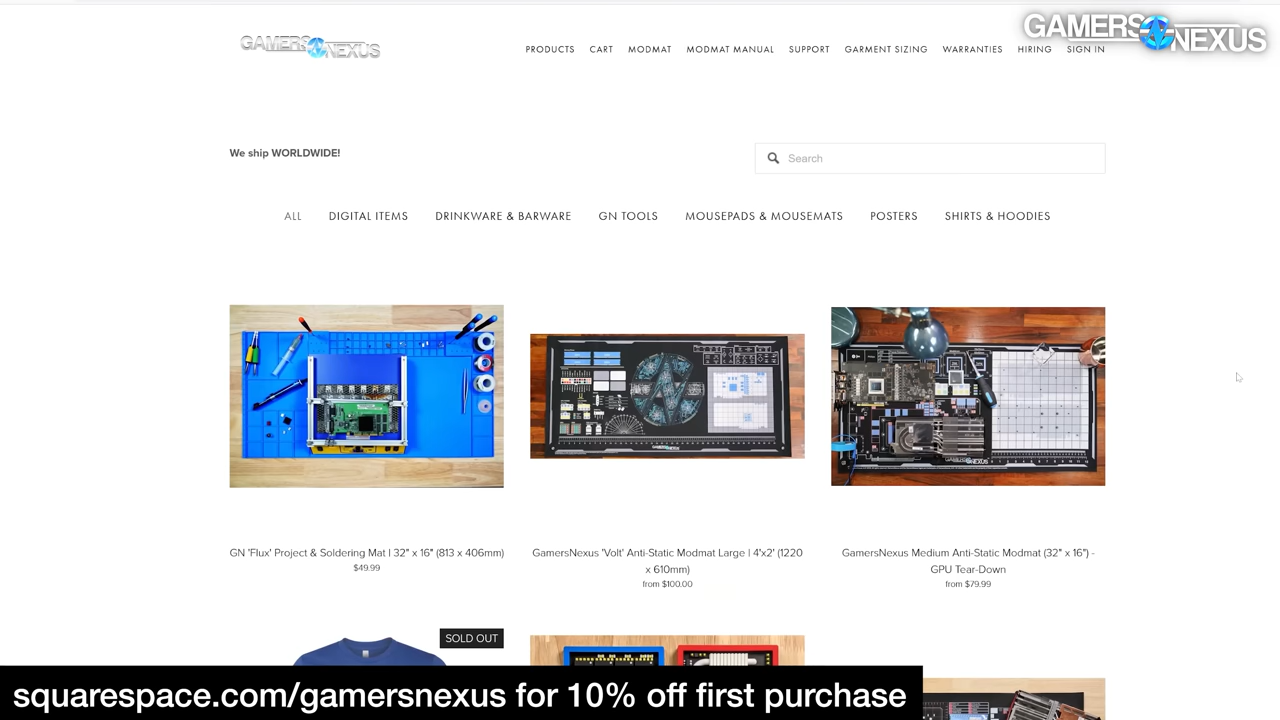 GAMERS NEXUS
GAMERS NEXUS
PRODUCTS CART MODMAT MODMAT MANUAL SUPPORT GARMENT SIZING WARRANTIES HIRING SIGN IN
We ship WORLDWIDE!
Search
ALL DIGITAL ITEMS DRINKWARE & BARWARE GN TOOLS MOUSEPADS & MOUSEMATS POSTERS SHIRTS & HOODIES
GN 'Flux' Project & Soldering Mat | 32" x 16" (813 x 406mm)
$49.99
GamersNexus 'Volt' Anti-Static Modmat Large | 4'x2' (1220
x 610mm)
from $100.00
GamersNexus Medium Anti-Static Modmat (32" x 16") -
GPU Tear-Down
from $79.99
SOLD OUT
squarespace.com/gamersnexus for 10% off first purchase